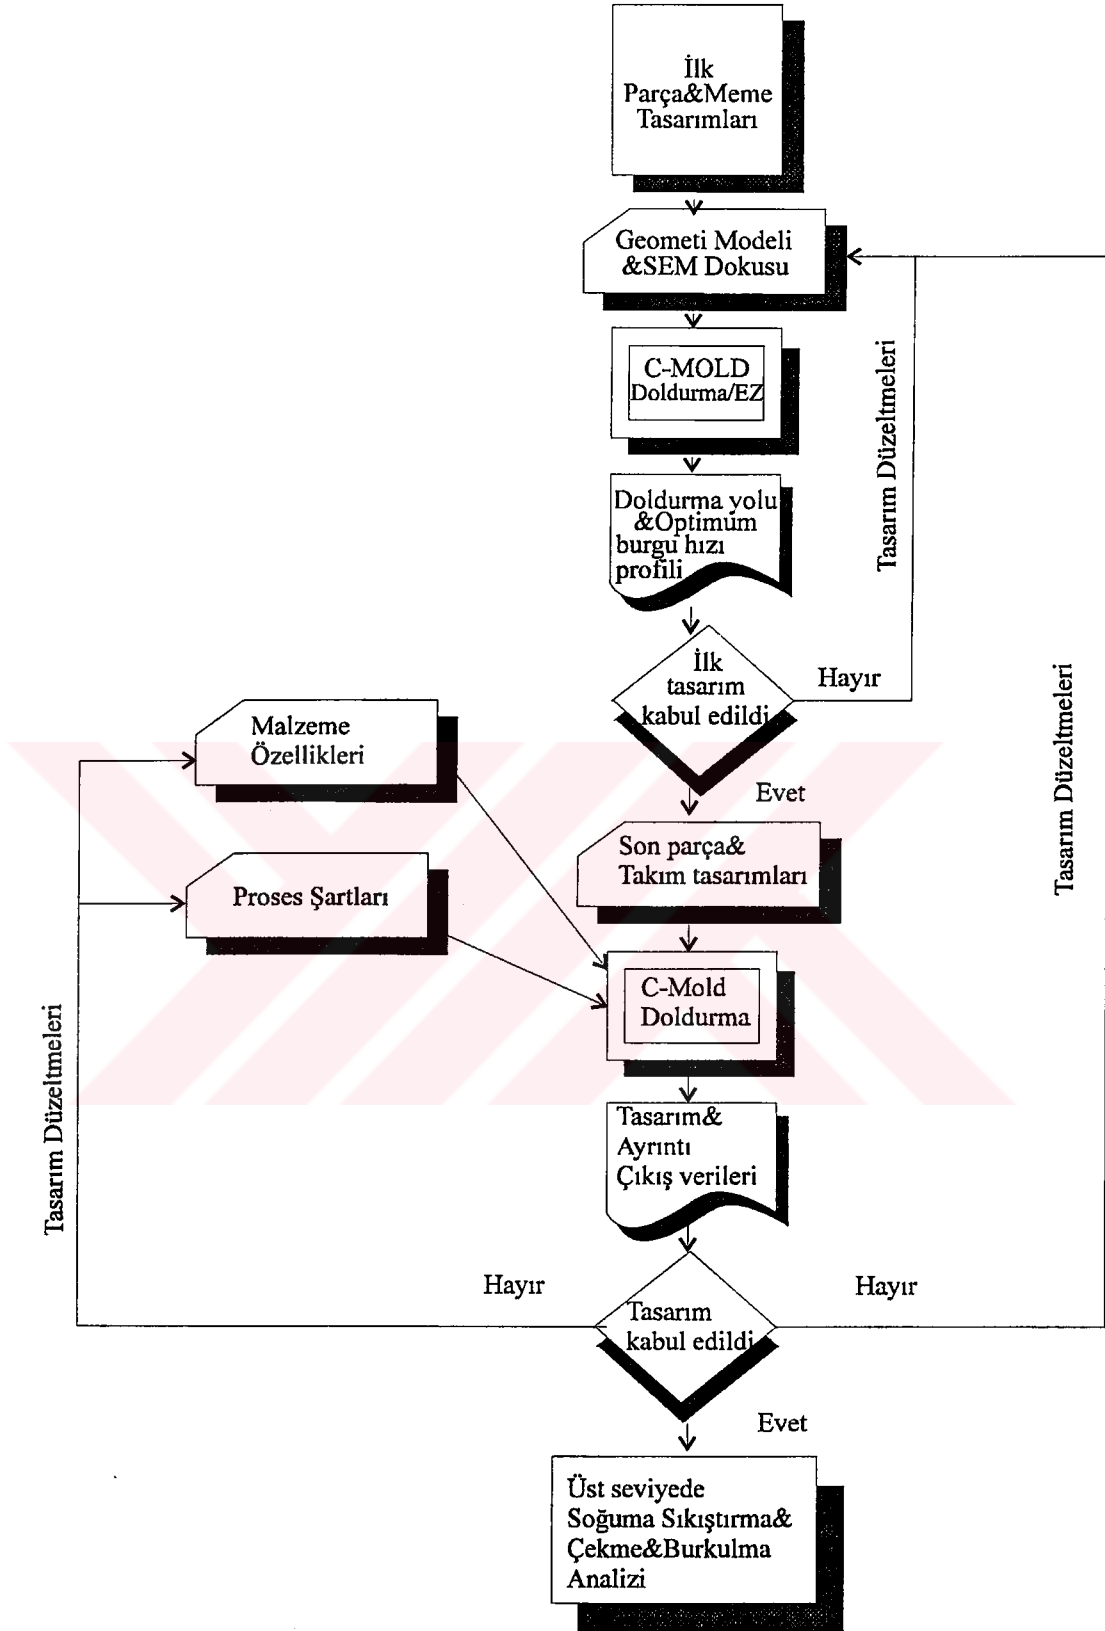 İlk
Parça&Meme
Tasarımları
Geometi Modeli
&SEM Dokusu
C-MOLD
Doldurma/EZ
Doldurma yolu
&Optimum
burgu hızı
profili
Tasarım Düzeltmeleri
İlk
tasarım
kabul edildi
Hayır
Evet
Tasarım Düzeltmeleri
Malzeme
Özellikleri
Proses Şartları
Son parça&
Takım tasarımları
C-Mold
Doldurma
Tasarım&
Ayrıntı
Çıkış verileri
Tasarım Düzeltmeleri
Hayır
Tasarım
kabul edildi
Hayır
Evet
Üst seviyede
Soğuma Sıkıştırma&
Çekme&Burkulma
Analizi